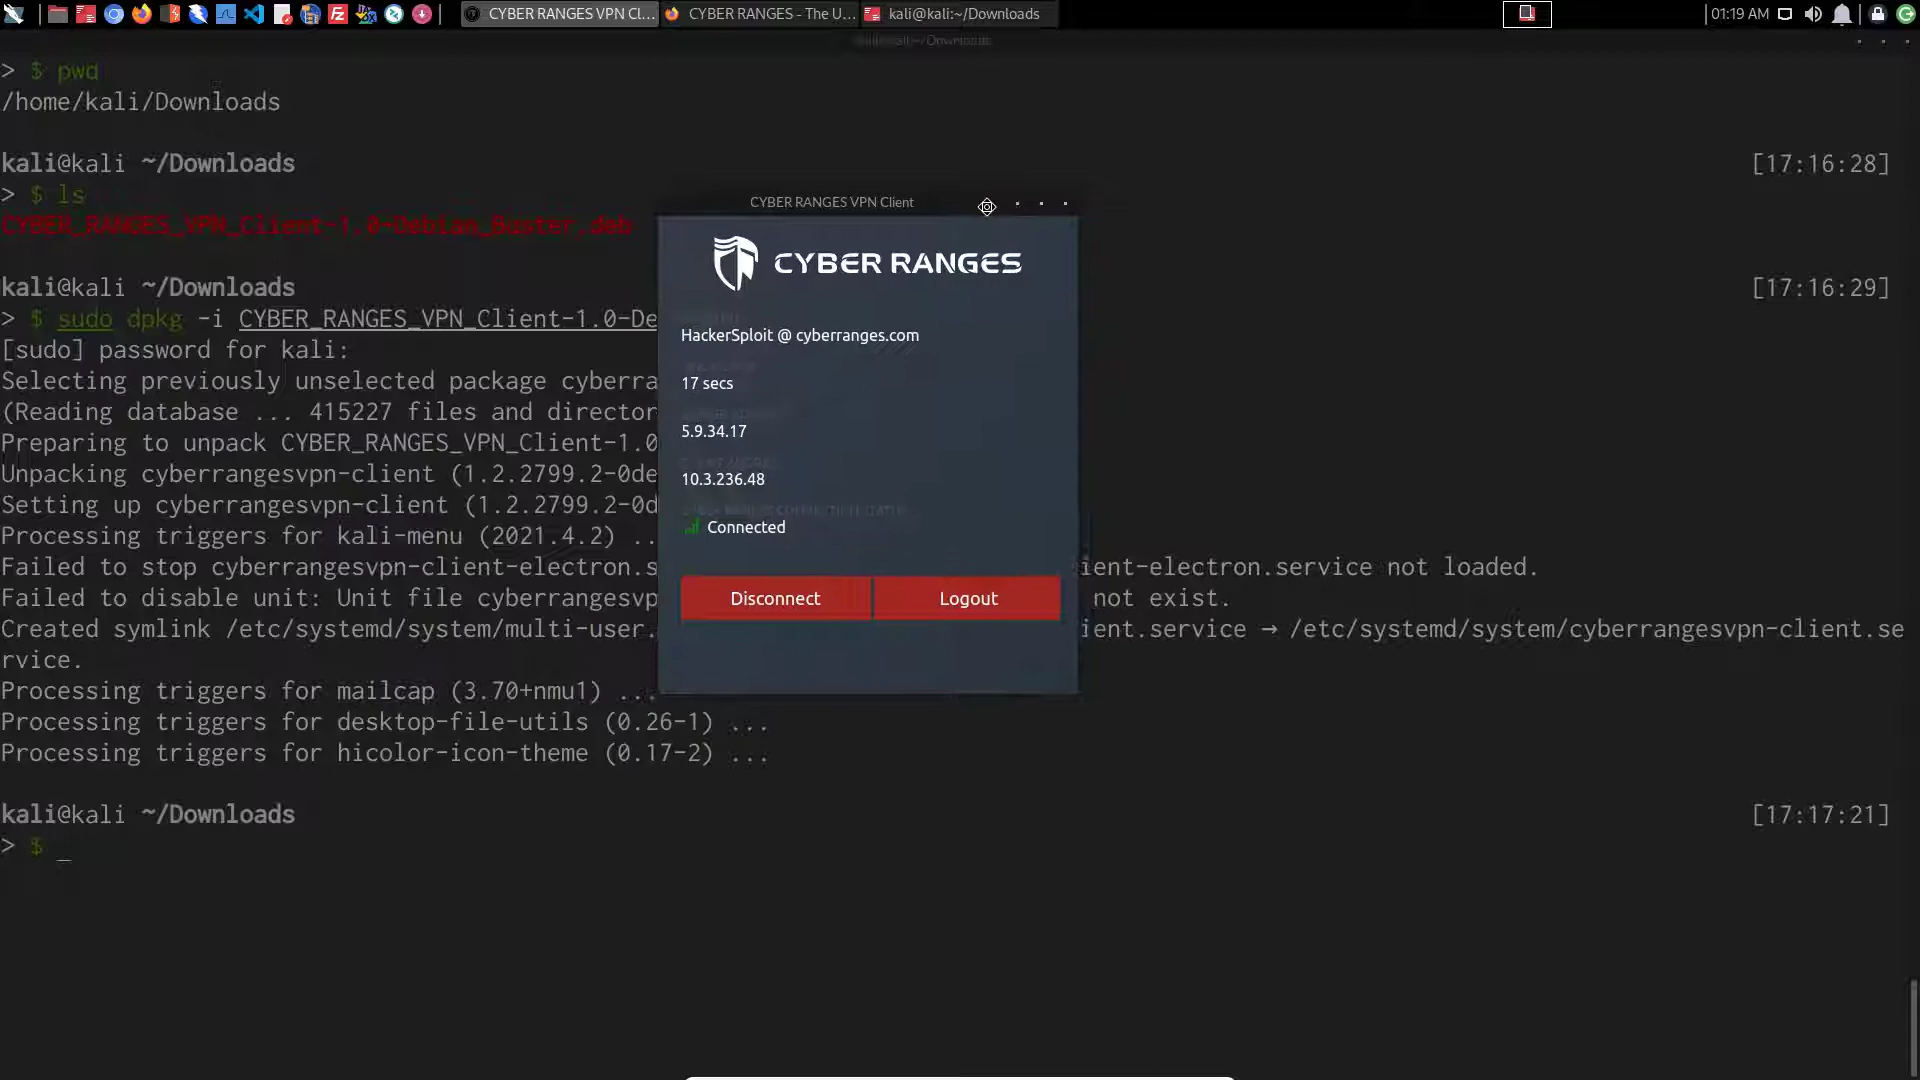 CYBER RANGES VPN Cl...
CYBER RANGES - The U...
kali@kali:~/Downloads
01:19 AM
kali@kali:~/Downloads
> $ pwd
/home/kali/Downloads
kali@kali ~/Downloads [17:16:28]
> $ ls
CYBER_RANGES_VPN_Client-1.0-Debian_Buster.deb
kali@kali ~/Downloads [17:16:29]
> $ sudo dpkg -i CYBER_RANGES_VPN_Client-1.0-De
[sudo] password for kali:
Selecting previously unselected package cyberra
(Reading database ... 415227 files and director
Preparing to unpack CYBER_RANGES_VPN_Client-1.0
Unpacking cyberrangesvpn-client (1.2.2799.2-0de
Setting up cyberrangesvpn-client (1.2.2799.2-0d
Processing triggers for kali-menu (2021.4.2) ..
Failed to stop cyberrangesvpn-client-electron.s ient-electron.service not loaded.
Failed to disable unit: Unit file cyberrangesvp not exist.
Created symlink /etc/systemd/system/multi-user. ient.service → /etc/systemd/system/cyberrangesvpn-client.se
rvice.
Processing triggers for mailcap (3.70+nmu1) ...
Processing triggers for desktop-file-utils (0.26-1) ...
Processing triggers for hicolor-icon-theme (0.17-2) ...
kali@kali ~/Downloads [17:17:21]
> $ _
CYBER RANGES VPN Client
CYBER RANGES
HackerSploit @ cyberranges.com
17 secs
5.9.34.17
10.3.236.48
Connected
Disconnect
Logout